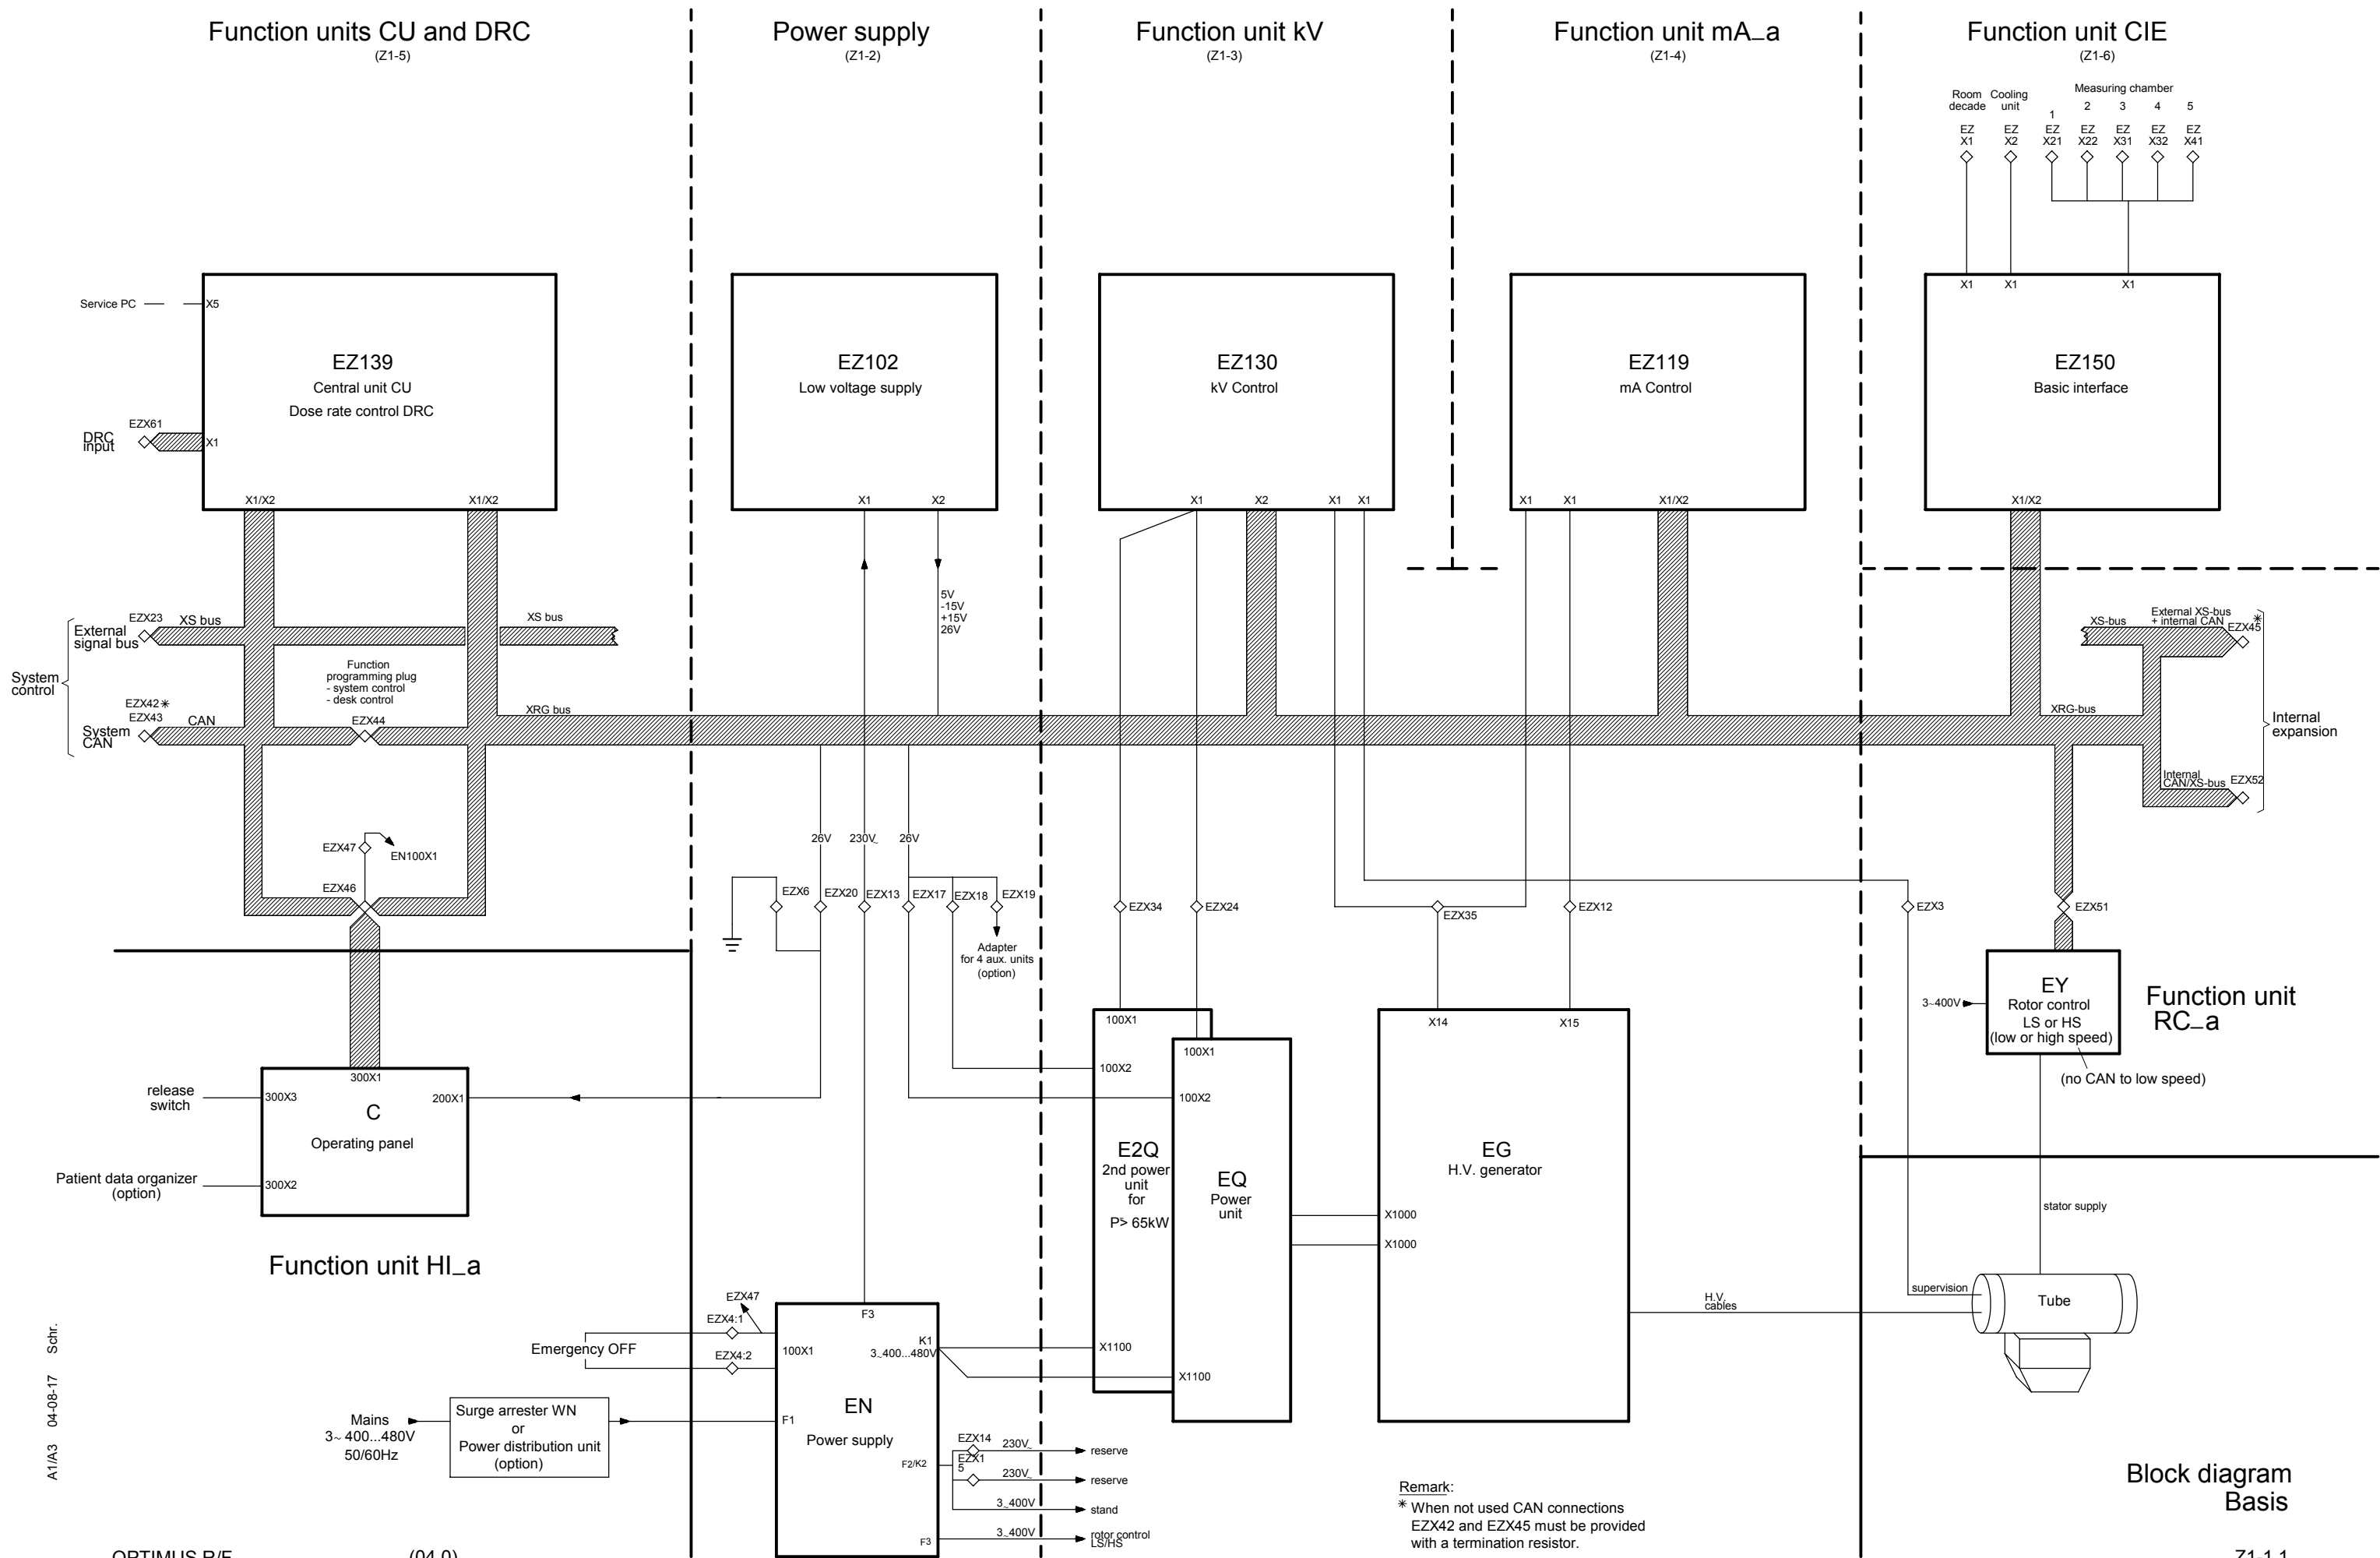 Function units CU and DRC
(Z1-5)
Power supply
(Z1-2)
Function unit kV
(Z1-3)
Function unit mA_a
(Z1-4)
Function unit CIE
(Z1-6)
Room decade
Cooling unit
Measuring chamber
1
2
3
4
5
EZ X1
EZ X2
EZ X21
EZ X22
EZ X31
EZ X32
EZ X41
X1
X1
X1
Service PC
X5
EZ139
Central unit CU
Dose rate control DRC
EZX61
DRC
input
X1
X1/X2
X1/X2
EZ102
Low voltage supply
X1
X2
EZ130
kV Control
X1
X2
X1
X1
EZ119
mA Control
X1
X1
X1/X2
EZ150
Basic interface
X1/X2
5V
-15V
+15V
26V
System
control
External
signal bus
EZX23
XS bus
XS bus
Function
programming plug
- system control
- desk control
EZX42 *
EZX43
CAN
System
CAN
EZX44
XRG bus
XS-bus
External XS-bus
+ internal CAN
EZX45
*
XRG-bus
Internal
expansion
Internal
CAN/XS-bus
EZX52
EZX47
EN100X1
EZX46
26V
230V~
26V
EZX6
EZX20
EZX13
EZX17
EZX18
EZX19
Adapter
for 4 aux. units
(option)
EZX34
EZX24
EZX35
EZX12
EZX3
EZX51
EY
Rotor control
LS or HS
(low or high speed)
3~400V
Function unit
RC_a
(no CAN to low speed)
stator supply
supervision
Tube
H.V.
cables
300X1
release
switch
300X3
C
200X1
Operating panel
Patient data organizer
(option)
300X2
Function unit HI_a
100X1
100X2
E2Q
2nd power
unit
for
P> 65kW
X1100
100X1
100X2
EQ
Power
unit
X1100
X14
X15
EG
H.V. generator
X1000
X1000
EZX47
EZX4:1
Emergency OFF
EZX4:2
F3
100X1
K1
3~400...480V
EN
Power supply
F1
F2/K2
F3
Mains
3~ 400...480V
50/60Hz
Surge arrester WN
or
Power distribution unit
(option)
EZX14
230V~
reserve
EZX1
5
230V~
reserve
3~400V
stand
3~400V
rotor control
LS/HS
Remark:
* When not used CAN connections
EZX42 and EZX45 must be provided
with a termination resistor.
Block diagram
Basis
A1/A3 04-08-17 Schr.
OPTIMUS R/F
(04.0)
Z1-1.1